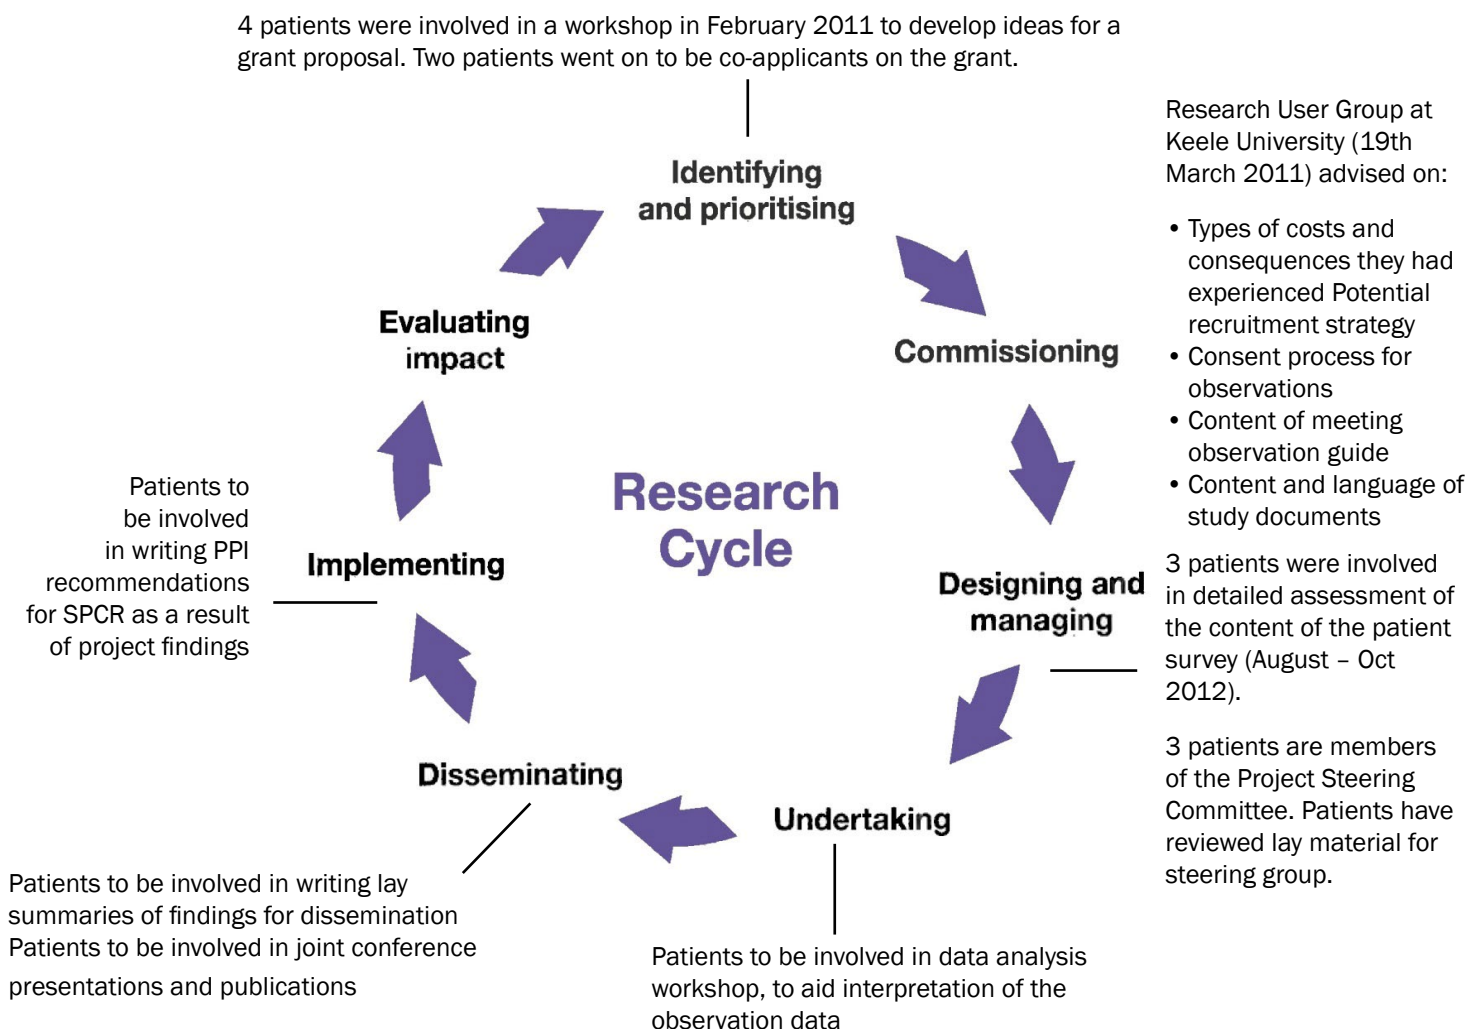 4 patients were involved in a workshop in February 2011 to develop ideas for a
grant proposal. Two patients went on to be co-applicants on the grant.
Identifying
and prioritising
Research User Group at
Keele University (19th
March 2011) advised on:
• Types of costs and
consequences they had
experienced Potential
recruitment strategy
• Consent process for
observations
• Content of meeting
observation guide
• Content and language of
study documents
3 patients were involved
in detailed assessment of
the content of the patient
survey (August – Oct
2012).
3 patients are members
of the Project Steering
Committee. Patients have
reviewed lay material for
steering group.
Commissioning
Designing and
managing
Undertaking
Patients to be involved in data analysis
workshop, to aid interpretation of the
observation data
Disseminating
Patients to be involved in writing lay
summaries of findings for dissemination
Patients to be involved in joint conference
presentations and publications
Implementing
Patients to
be involved
in writing PPI
recommendations
for SPCR as a result
of project findings
Evaluating
impact
Research
Cycle